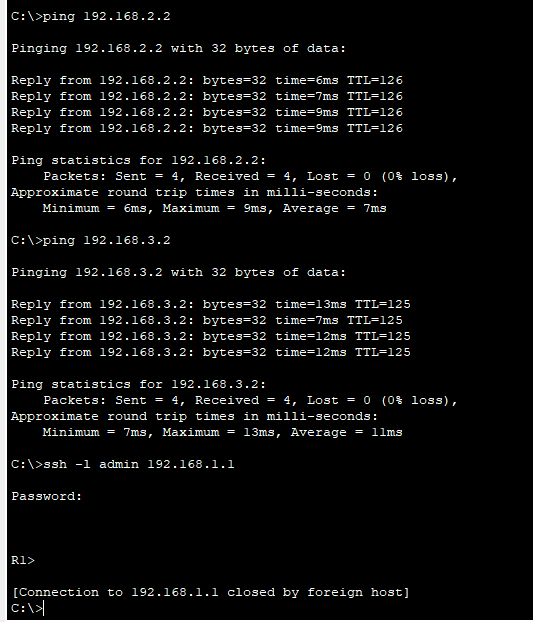 C:\>ping 192.168.2.2
Pinging 192.168.2.2 with 32 bytes of data:
Reply from 192.168.2.2: bytes=32 time=6ms TTL=126
Reply from 192.168.2.2: bytes=32 time=7ms TTL=126
Reply from 192.168.2.2: bytes=32 time=9ms TTL=126
Reply from 192.168.2.2: bytes=32 time=9ms TTL=126
Ping statistics for 192.168.2.2:
    Packets: Sent = 4, Received = 4, Lost = 0 (0% loss),
Approximate round trip times in milli-seconds:
    Minimum = 6ms, Maximum = 9ms, Average = 7ms
C:\>ping 192.168.3.2
Pinging 192.168.3.2 with 32 bytes of data:
Reply from 192.168.3.2: bytes=32 time=13ms TTL=125
Reply from 192.168.3.2: bytes=32 time=7ms TTL=125
Reply from 192.168.3.2: bytes=32 time=12ms TTL=125
Reply from 192.168.3.2: bytes=32 time=12ms TTL=125
Ping statistics for 192.168.3.2:
    Packets: Sent = 4, Received = 4, Lost = 0 (0% loss),
Approximate round trip times in milli-seconds:
    Minimum = 7ms, Maximum = 13ms, Average = 11ms
C:\>ssh -l admin 192.168.1.1
Password:
R1>
[Connection to 192.168.1.1 closed by foreign host]
C:\>